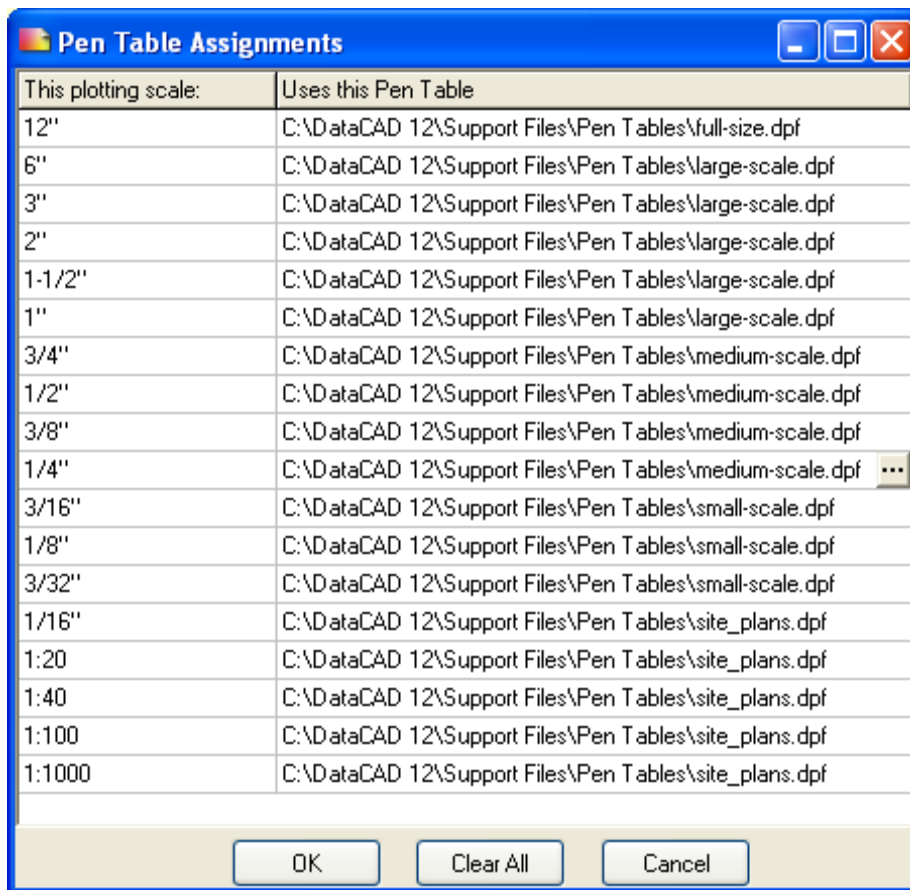 Pen Table Assignments
This plotting scale: Uses this Pen Table
12" C:\DataCAD 12\Support Files\Pen Tables\full-size.dpf
6" C:\DataCAD 12\Support Files\Pen Tables\large-scale.dpf
3" C:\DataCAD 12\Support Files\Pen Tables\large-scale.dpf
2" C:\DataCAD 12\Support Files\Pen Tables\large-scale.dpf
1-1/2" C:\DataCAD 12\Support Files\Pen Tables\large-scale.dpf
1" C:\DataCAD 12\Support Files\Pen Tables\large-scale.dpf
3/4" C:\DataCAD 12\Support Files\Pen Tables\medium-scale.dpf
1/2" C:\DataCAD 12\Support Files\Pen Tables\medium-scale.dpf
3/8" C:\DataCAD 12\Support Files\Pen Tables\medium-scale.dpf
1/4" C:\DataCAD 12\Support Files\Pen Tables\medium-scale.dpf ...
3/16" C:\DataCAD 12\Support Files\Pen Tables\small-scale.dpf
1/8" C:\DataCAD 12\Support Files\Pen Tables\small-scale.dpf
3/32" C:\DataCAD 12\Support Files\Pen Tables\small-scale.dpf
1/16" C:\DataCAD 12\Support Files\Pen Tables\site_plans.dpf
1:20 C:\DataCAD 12\Support Files\Pen Tables\site_plans.dpf
1:40 C:\DataCAD 12\Support Files\Pen Tables\site_plans.dpf
1:100 C:\DataCAD 12\Support Files\Pen Tables\site_plans.dpf
1:1000 C:\DataCAD 12\Support Files\Pen Tables\site_plans.dpf
OK Clear All Cancel